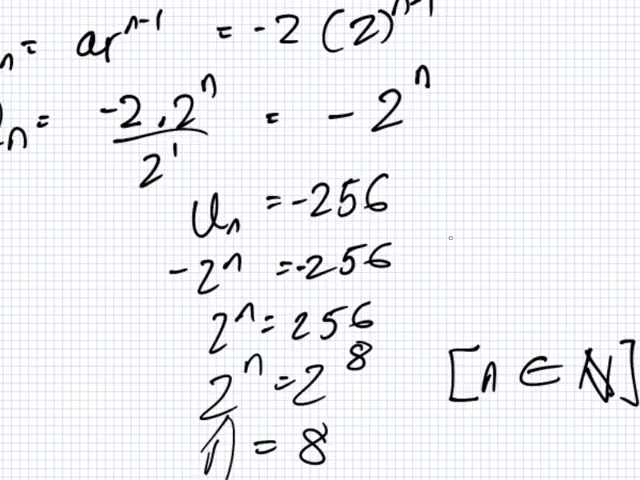 n = ar^{n-1} = -2 (2)^{n-1}
n = \frac{-2 . 2^n}{2^1} = -2^n
U_n = -256
-2^n = -256
2^n = 256
2^n = 2^8
[n ∈ ℕ]
n = 8